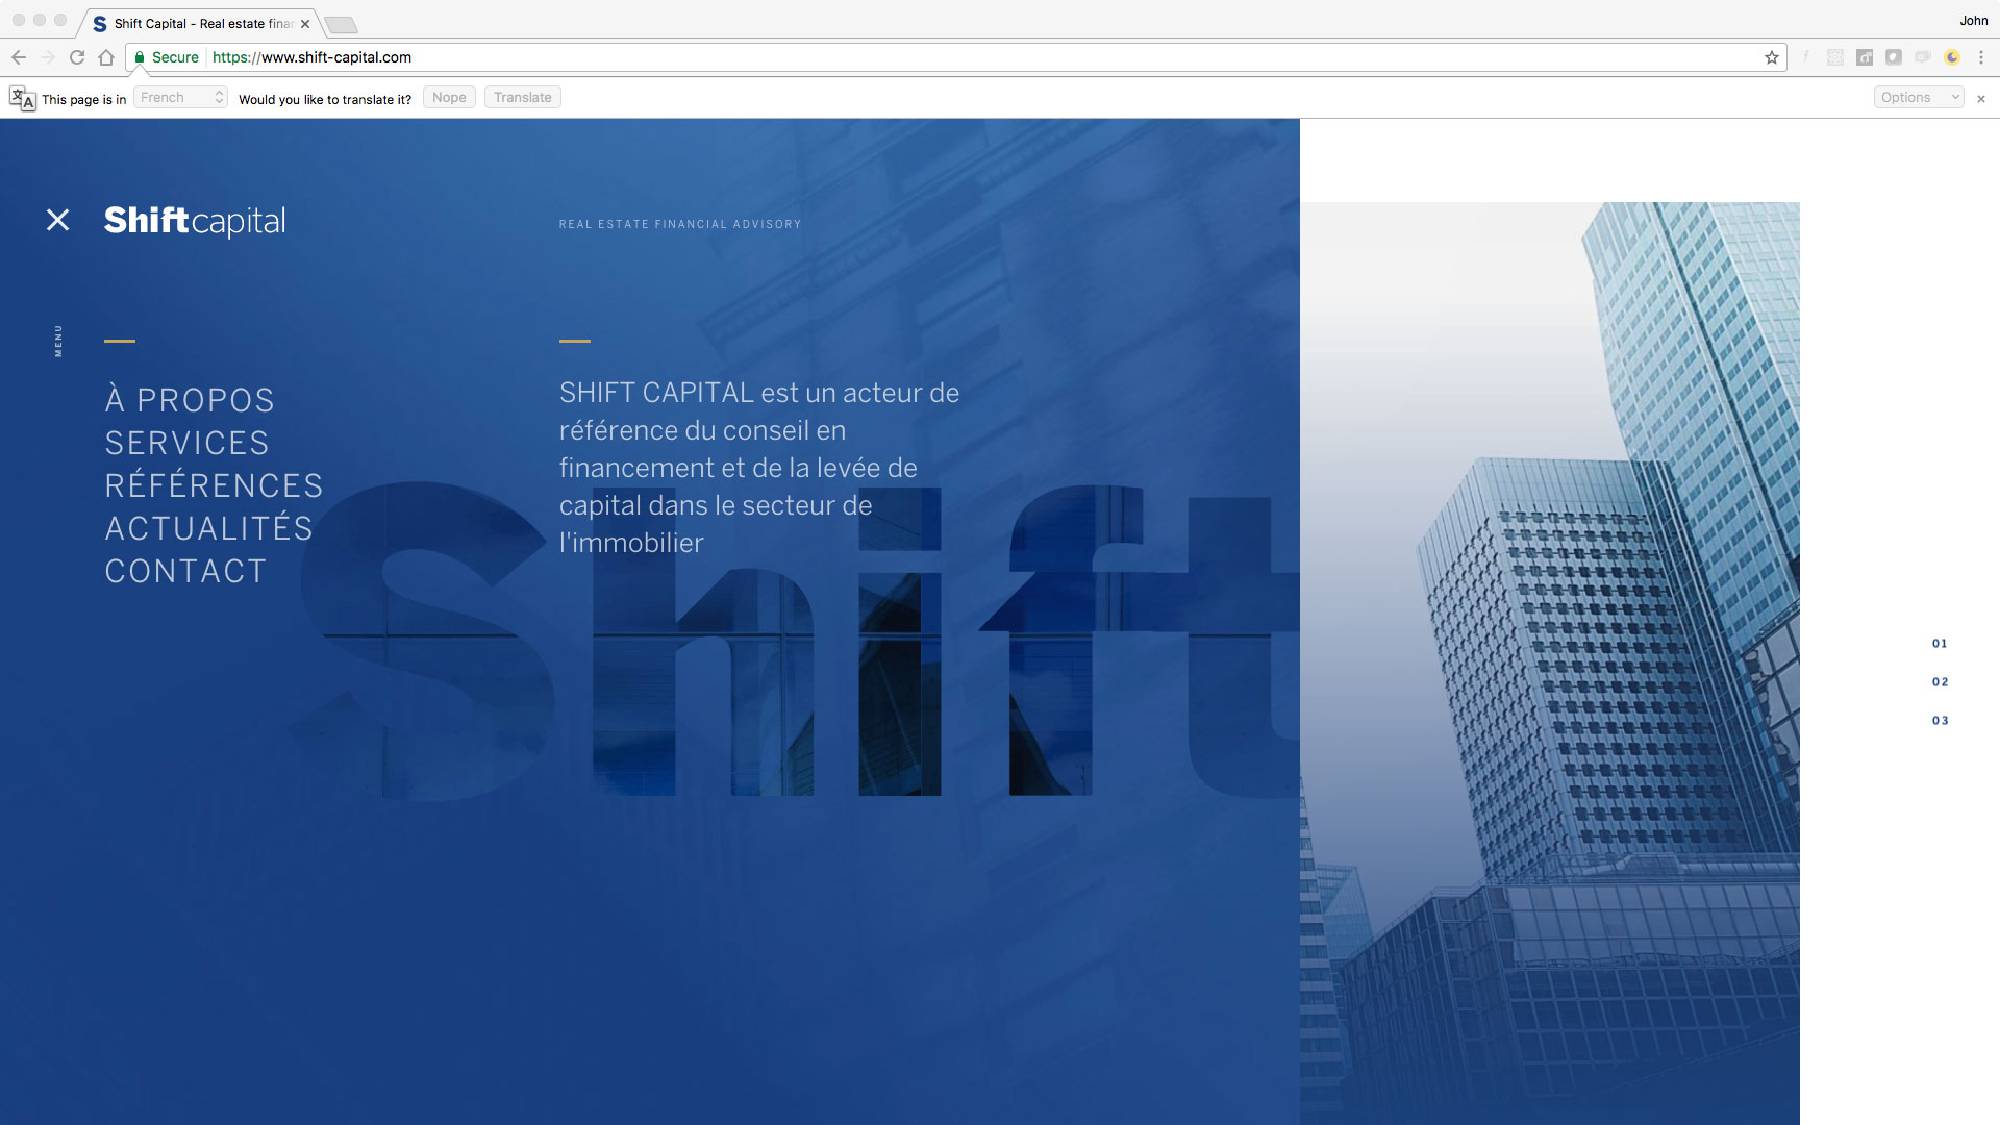 Shift Capital - Real estate finan
John
Secure https://www.shift-capital.com
This page is in French Would you like to translate it? Nope Translate Options
Shiftcapital
REAL ESTATE FINANCIAL ADVISORY
MENU
À PROPOS
SERVICES
RÉFÉRENCES
ACTUALITÉS
CONTACT
SHIFT CAPITAL est un acteur de
référence du conseil en
financement et de la levée de
capital dans le secteur de
l'immobilier
Shift
01
02
03